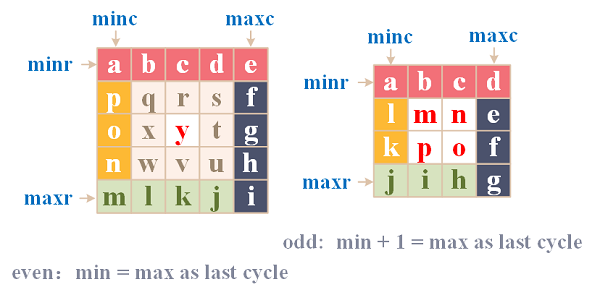 minc maxc
minr a b c d e
p q r s f
o x y t g
n w v u h
maxr m l k j i
minc maxc
minr a b c d
l m n e
k p o f
maxr j i h g
odd: min + 1 = max as last cycle
even: min = max as last cycle